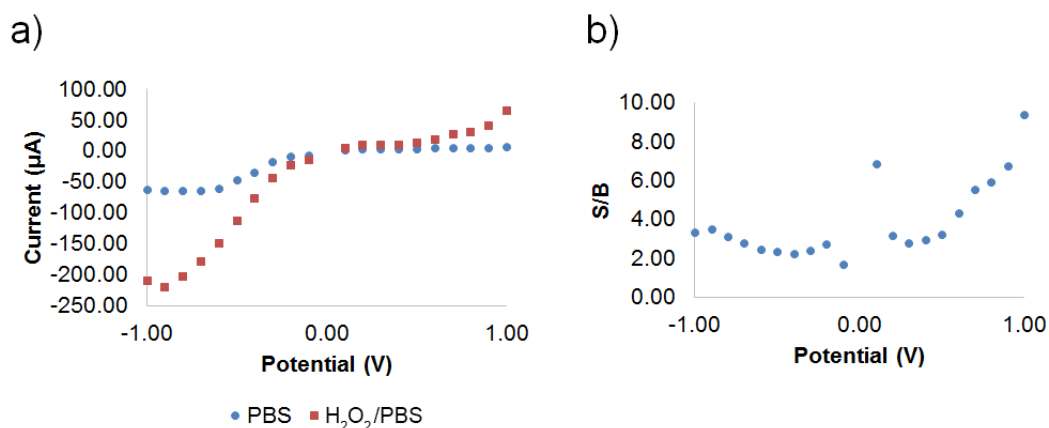 a)
100.00
50.00
0.00
-50.00
-100.00
-150.00
-200.00
-250.00
Current (µA)
-1.00 0.00 1.00
Potential (V)
PBS H₂O₂/PBS
b)
10.00
8.00
6.00
4.00
2.00
0.00
S/B
-1.00 0.00 1.00
Potential (V)